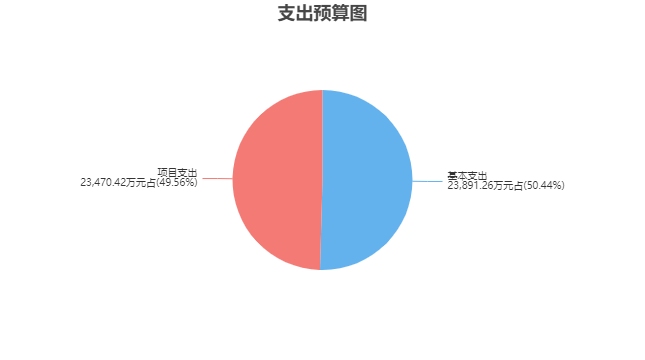 支出预算图
项目支出
23,470.42万元占(49.56%)
基本支出
23,891.26万元占(50.44%)